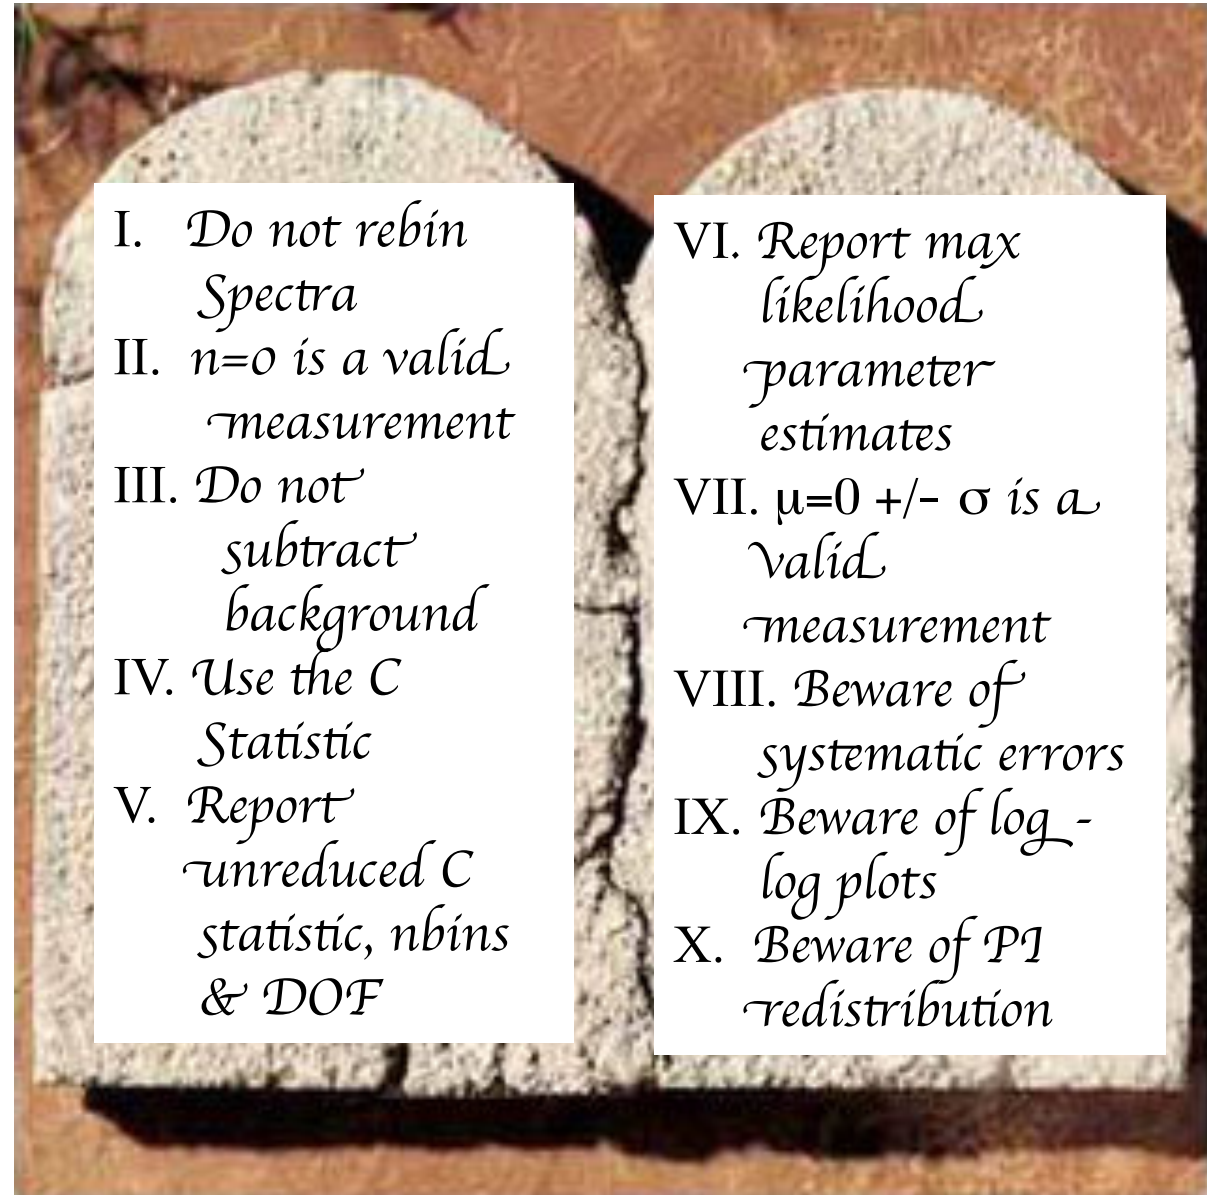 I. Do not rebin
Spectra
II. n=0 is a valid
measurement
III. Do not
subtract
background
IV. Use the C
Statistic
V. Report
unreduced C
statistic, nbins
& DOF
VI. Report max
likelihood
parameter
estimates
VII. μ=0 +/- σ is a
valid
measurement
VIII. Beware of
systematic errors
IX. Beware of log -
log plots
X. Beware of PI
redistribution